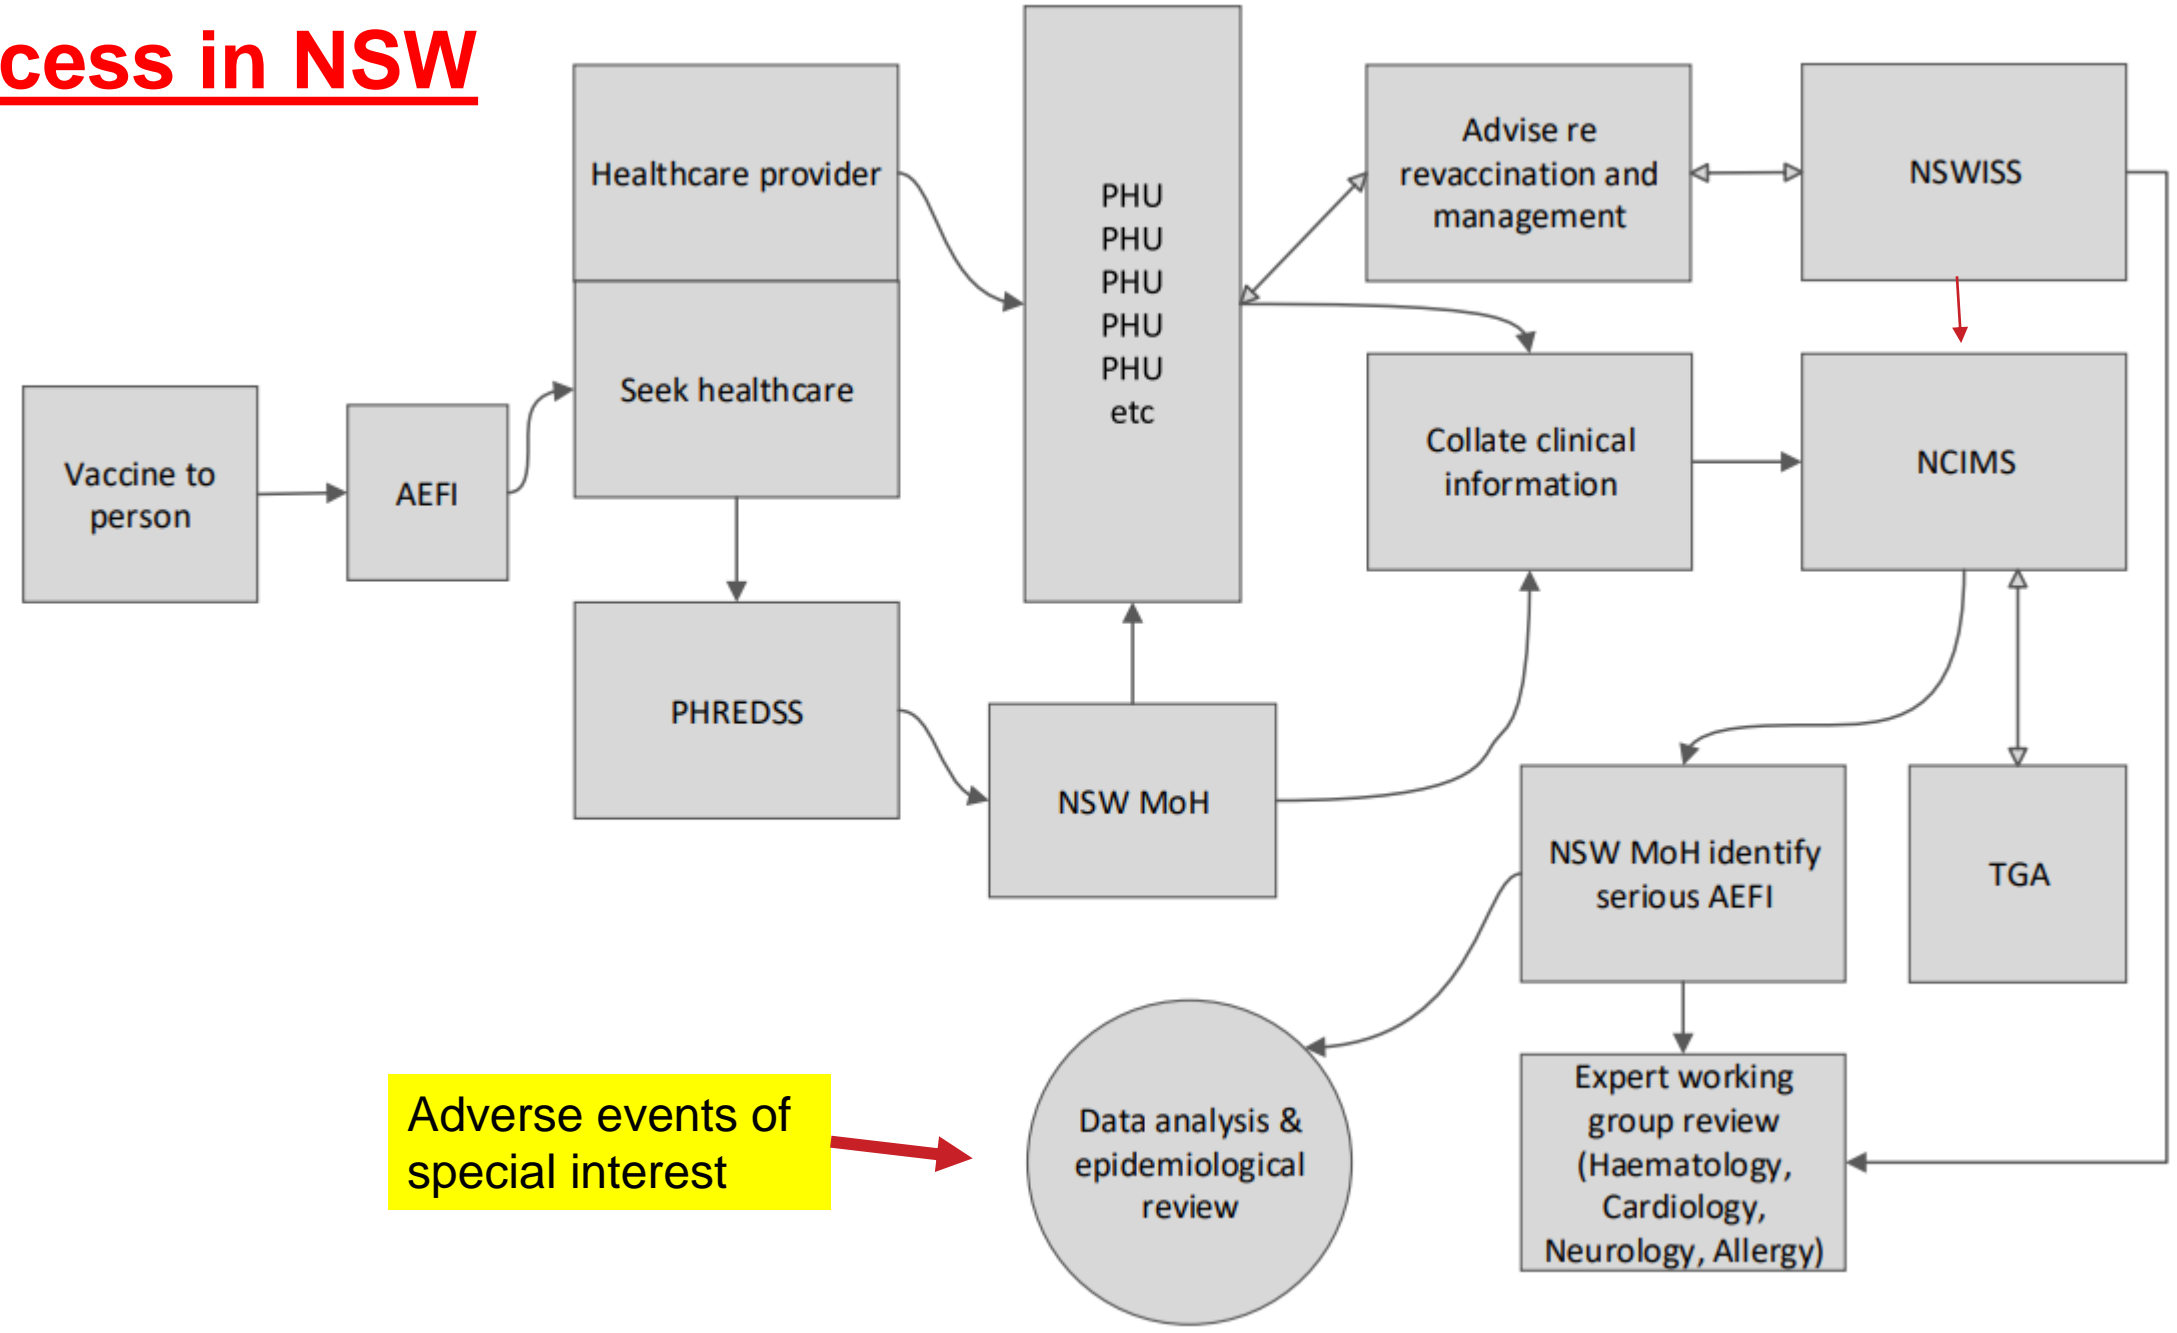 cess in NSW
Healthcare provider
Seek healthcare
Vaccine to
person
AEFI
PHREDSS
NSW MoH
PHU
PHU
PHU
PHU
PHU
etc
Advise re
revaccination and
management
NSWISS
Collate clinical
information
NCIMS
NSW MoH identify
serious AEFI
TGA
Adverse events of
special interest
Data analysis &
epidemiological
review
Expert working
group review
(Haematology,
Cardiology,
Neurology, Allergy)